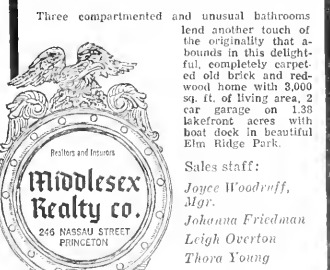 Three compartmented and unusual bathrooms
lend another touch of
the originality that a-
bounds in this delight-
ful, completely carpet-
ed old brick and red-
wood home with 3,000
sq. ft. of living area, 2
car garage on 1.38
lakefront acres with
boat dock in beautiful
Elm Ridge Park.
Realtors and Insurors
Middlesex
Realty co.
246 NASSAU STREET
PRINCETON
Sales staff:
Joyce Woodruff,
Mgr.
Johanna Friedman
Leigh Overton
Thora Young